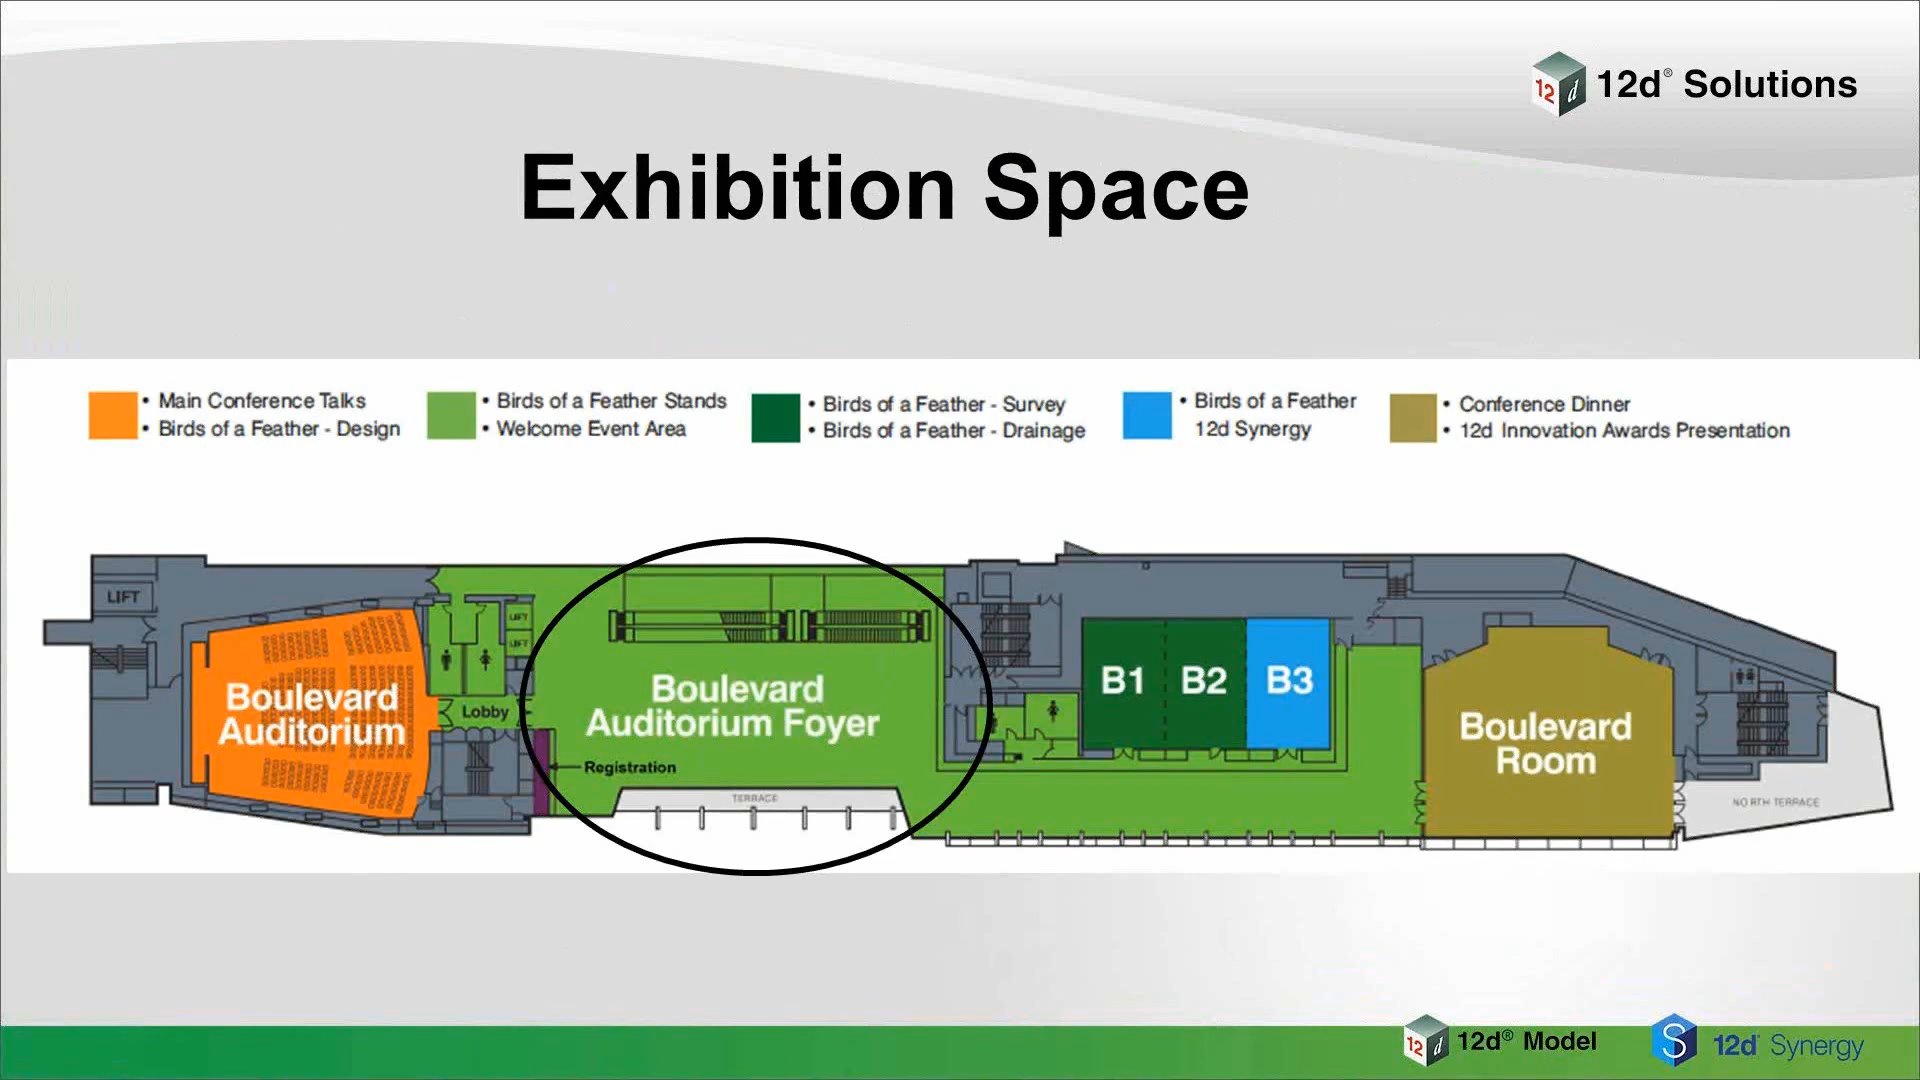 12d® Solutions
Exhibition Space
• Main Conference Talks
• Birds of a Feather - Design
• Birds of a Feather Stands
• Welcome Event Area
• Birds of a Feather - Survey
• Birds of a Feather - Drainage
• Birds of a Feather
12d Synergy
• Conference Dinner
• 12d Innovation Awards Presentation
LIFT
Boulevard
Auditorium
LIFT
LIFT
Lobby
Boulevard
Auditorium Foyer
Registration
TERRACE
B1
B2
B3
Boulevard
Room
NORTH TERRACE
12d® Model
12d Synergy